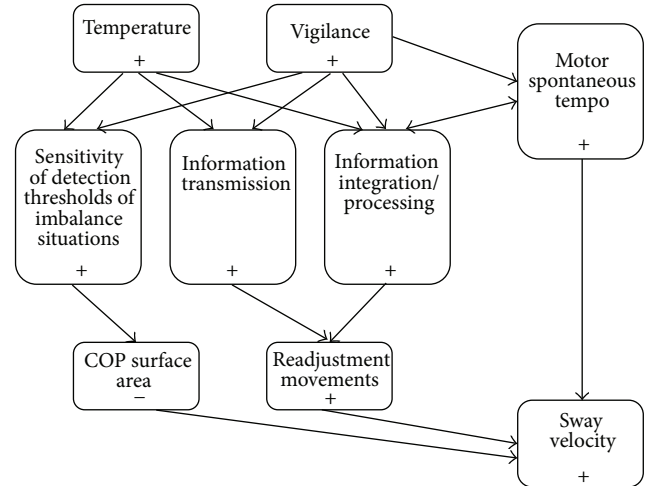 Temperature
+
Vigilance
+
Motor
spontaneous
tempo
+
Sensitivity
of detection
thresholds of
imbalance
situations
+
Information
transmission
+
Information
integration/
processing
+
COP surface
area
−
Readjustment
movements
+
Sway
velocity
+